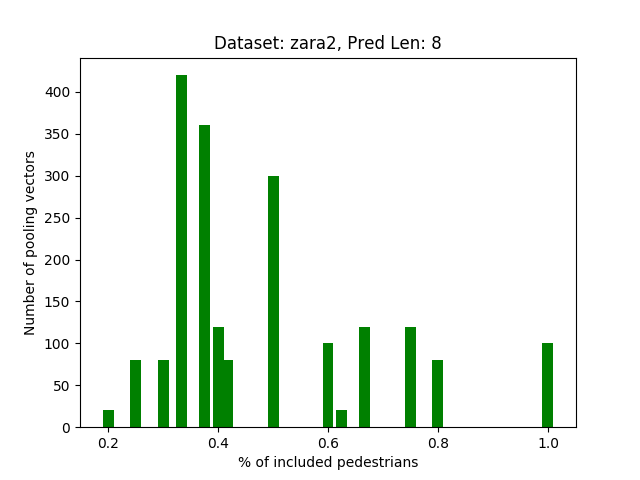 Dataset: zara2, Pred Len: 8
Number of pooling vectors
400
350
300
250
200
150
100
50
0
0.2 0.4 0.6 0.8 1.0
% of included pedestrians